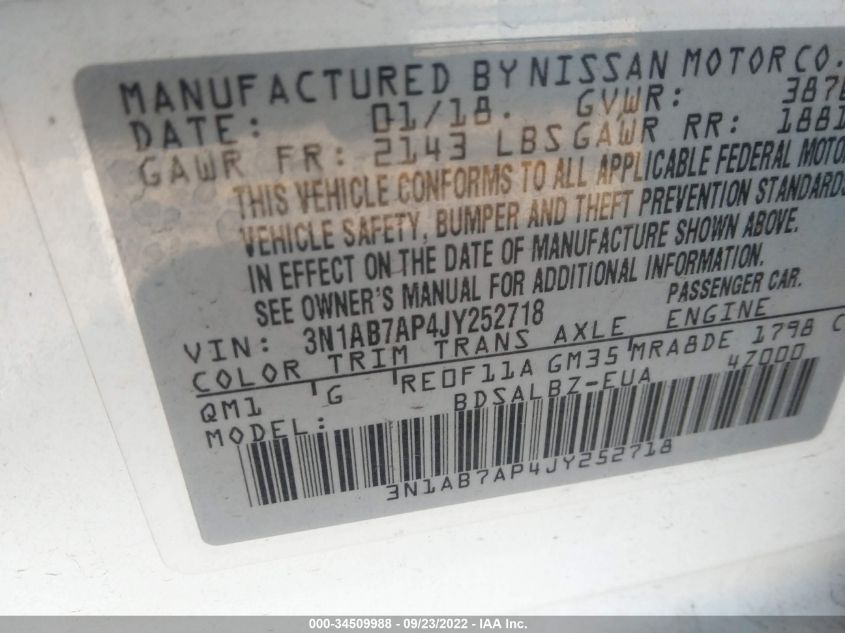 MANUFACTURED BY NISSAN MOTOR CO.
DATE: 01/18. GVWR:
GAWR FR: 2143 LBS GAWR RR: 1881
THIS VEHICLE CONFORMS TO ALL APPLICABLE FEDERAL MOTOR
VEHICLE SAFETY, BUMPER AND THEFT PREVENTION STANDARDS
IN EFFECT ON THE DATE OF MANUFACTURE SHOWN ABOVE.
SEE OWNER'S MANUAL FOR ADDITIONAL INFORMATION.
VIN: 3N1AB7AP4JY252718 PASSENGER CAR.
COLOR TRIM TRANS AXLE ENGINE
QM1 G RE0F11A GM35 MRA8DE 1798 C
MODEL: BDSALBZ-EUA 4Z000
3N1AB7AP4JY252718
000-34509988 - 09/23/2022 - IAA Inc.